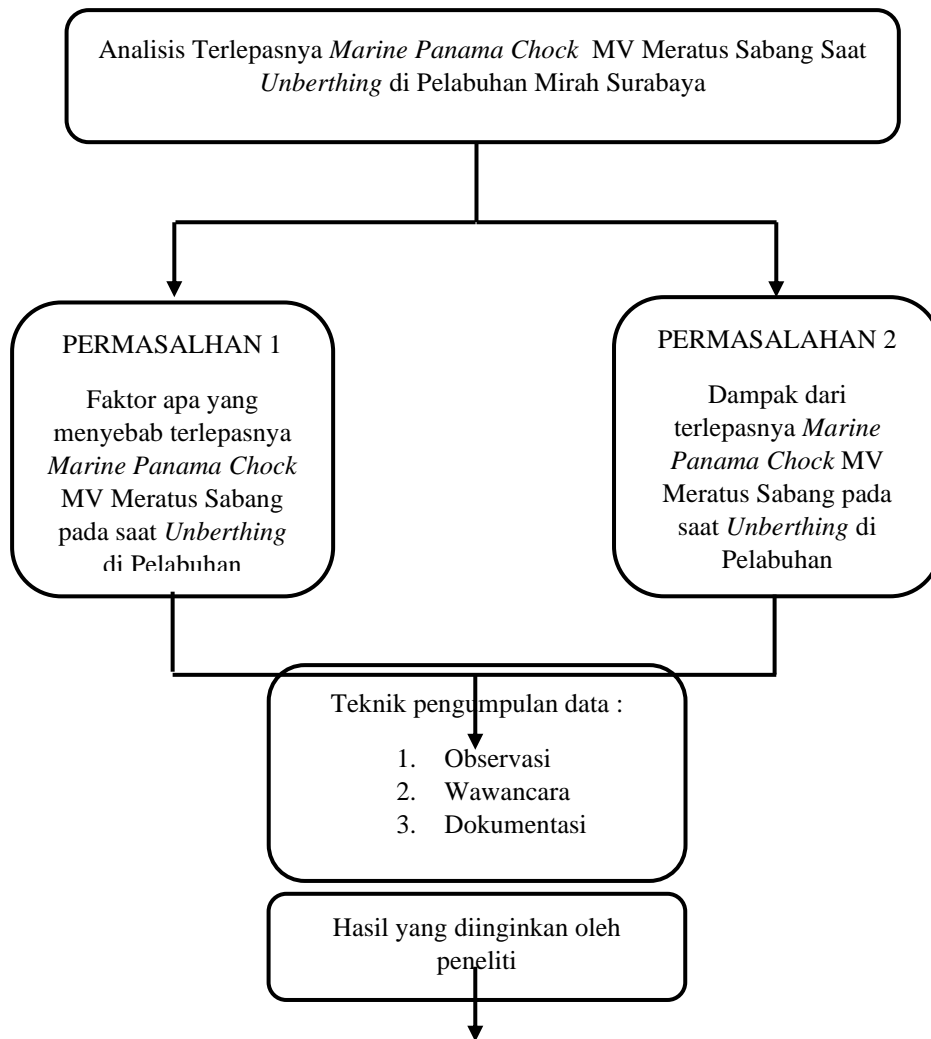 Analisis Terlepasnya Marine Panama Chock MV Meratus Sabang Saat
Unberthing di Pelabuhan Mirah Surabaya
PERMASALHAN 1
Faktor apa yang
menyebab terlepasnya
Marine Panama Chock
MV Meratus Sabang
pada saat Unberthing
di Pelabuhan
PERMASALAHAN 2
Dampak dari
terlepasnya Marine
Panama Chock MV
Meratus Sabang pada
saat Unberthing di
Pelabuhan
Teknik pengumpulan data :
1. Observasi
2. Wawancara
3. Dokumentasi
Hasil yang diinginkan oleh
peneliti